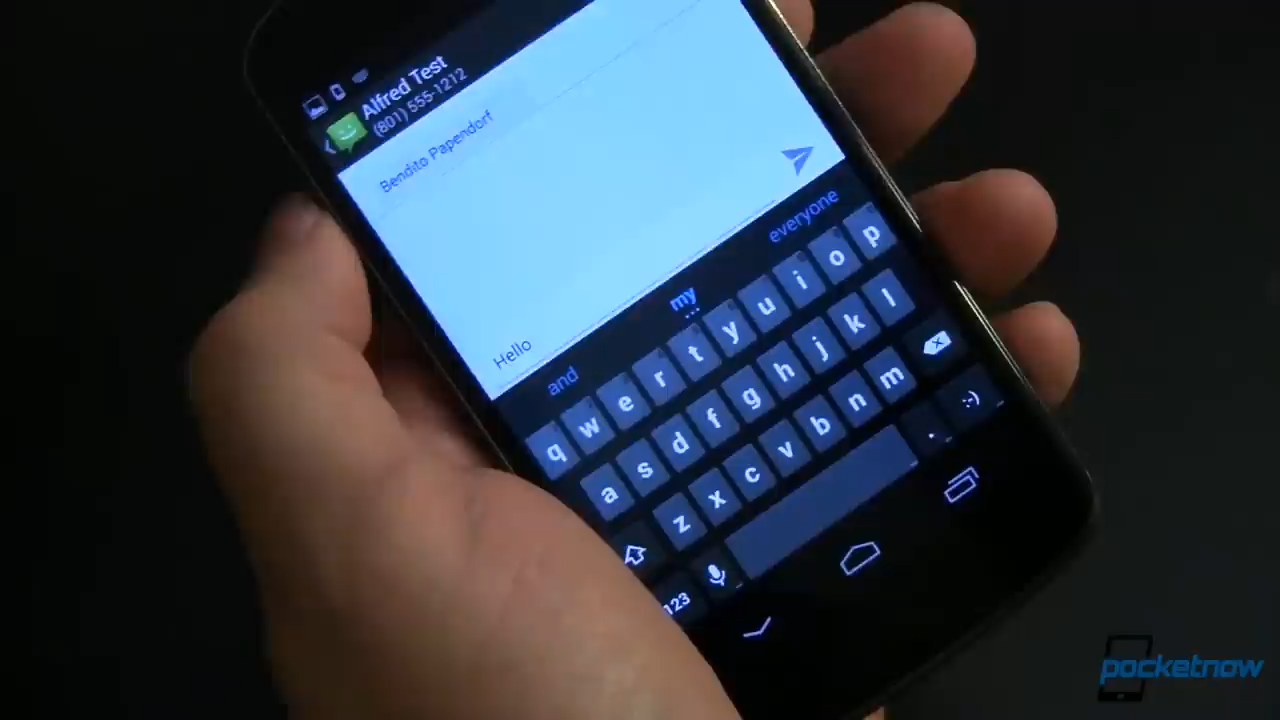 Alfred Test
(801) 555-1212
Bendito Papendorf
Hello
and my everyone
q w e r t y u i o p
a s d f g h j k l
z x c v b n m
?123 . :-)
pocketnow